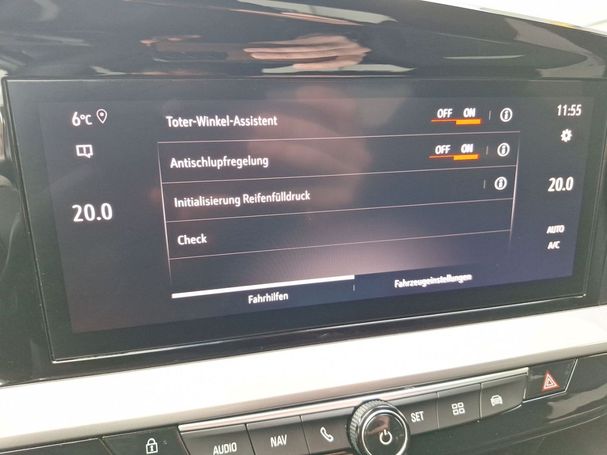 6°C
11:55
Toter-Winkel-Assistent OFF ON
Antischlupfregelung OFF ON
Initialisierung Reifenfülldruck
20.0
20.0
Check
AUTO
A/C
Fahrhilfen
Fahrzeugeinstellungen
AUDIO NAV SET